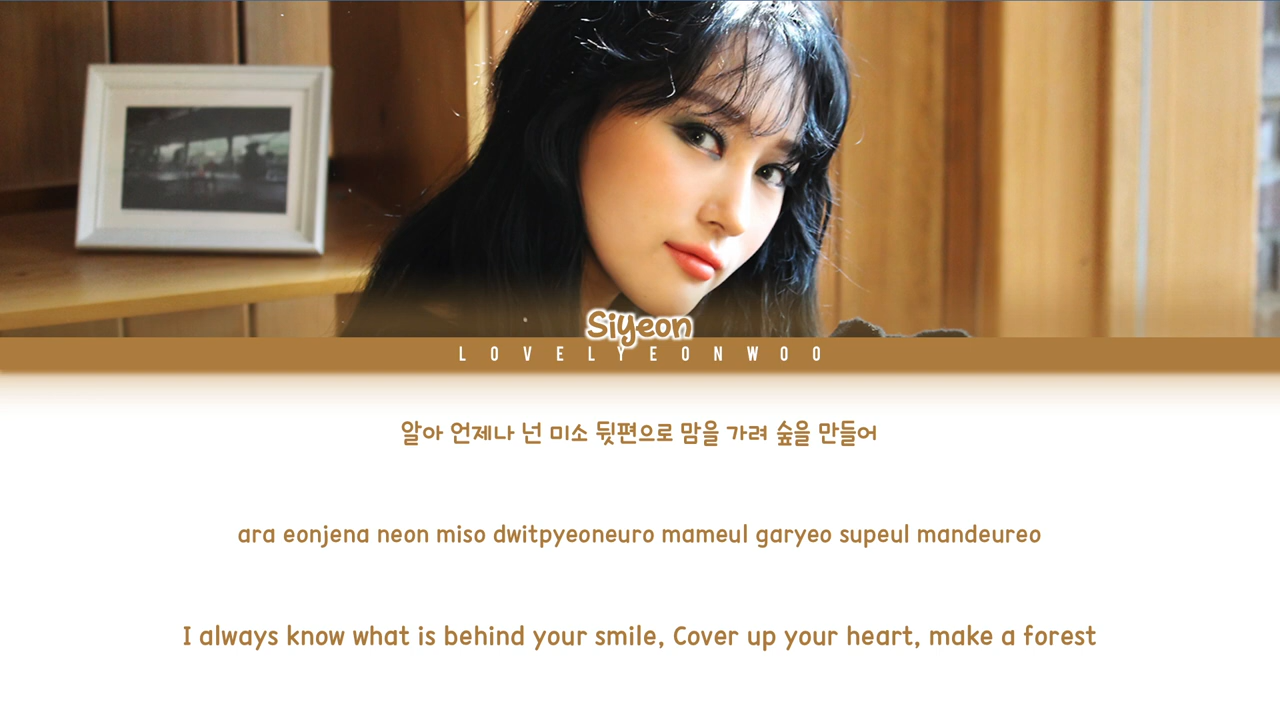 Siyeon
LOVELYEONWOO
알아 언제나 넌 미소 뒷편으로 맘을 가려 숲을 만들어
ara eonjena neon miso dwitpyeoneuro mameul garyeo supeul mandeureo
I always know what is behind your smile, Cover up your heart, make a forest